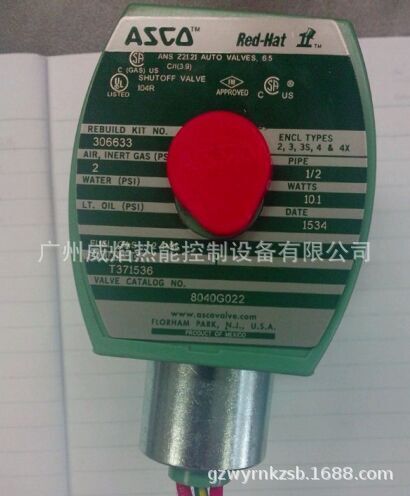 ASCO™ Red-Hat II™
ANS Z21.21 AUTO VALVES, 6.5
C/I(3.9)
C (GAS) US
SHUTOFF VALVE
104R
UL
LISTED
FM
APPROVED
C US
REBUILD KIT NO.
306633
ENCL TYPES
2, 3, 3S, 4 & 4X
AIR, INERT GAS (PSI)
2
PIPE
1/2
WATER (PSI)
WATTS
10.1
LT. OIL (PSI)
DATE
1534
广州威焰热能控制设备有限公司
T371536
VALVE CATALOG NO.
8040G022
www.ascovalve.com
FLORHAM PARK, N.J., U.S.A.
PRODUCT OF MEXICO
gzwyrnkzsb.1688.com